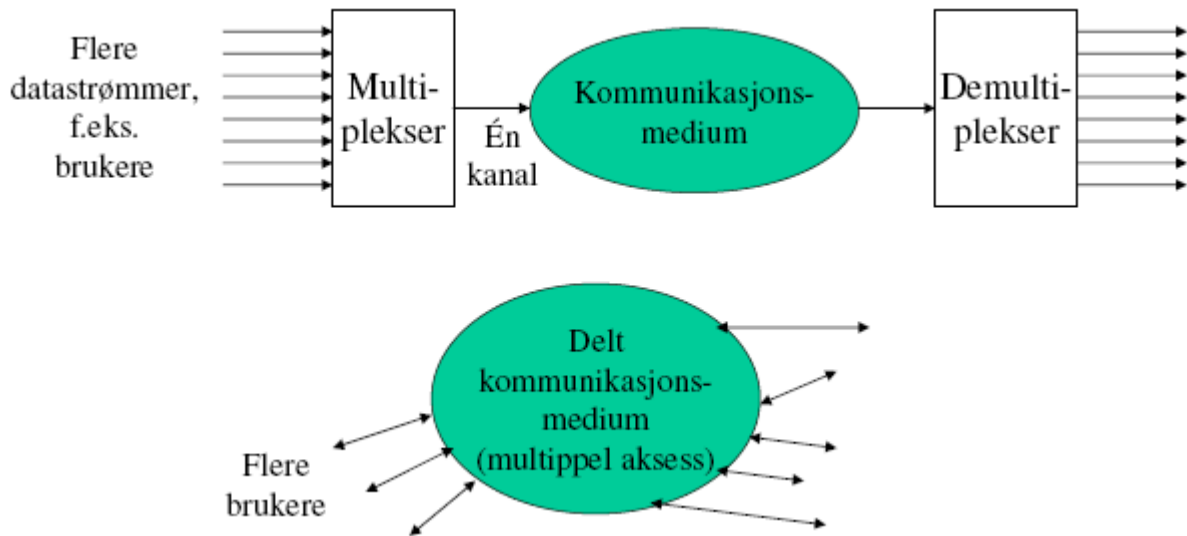 Flere
datastrømmer,
f.eks.
brukere
Multi-
plekser
Én
kanal
Kommunikasjons-
medium
Demulti-
plekser
Delt
kommunikasjons-
medium
(multippel aksess)
Flere
brukere